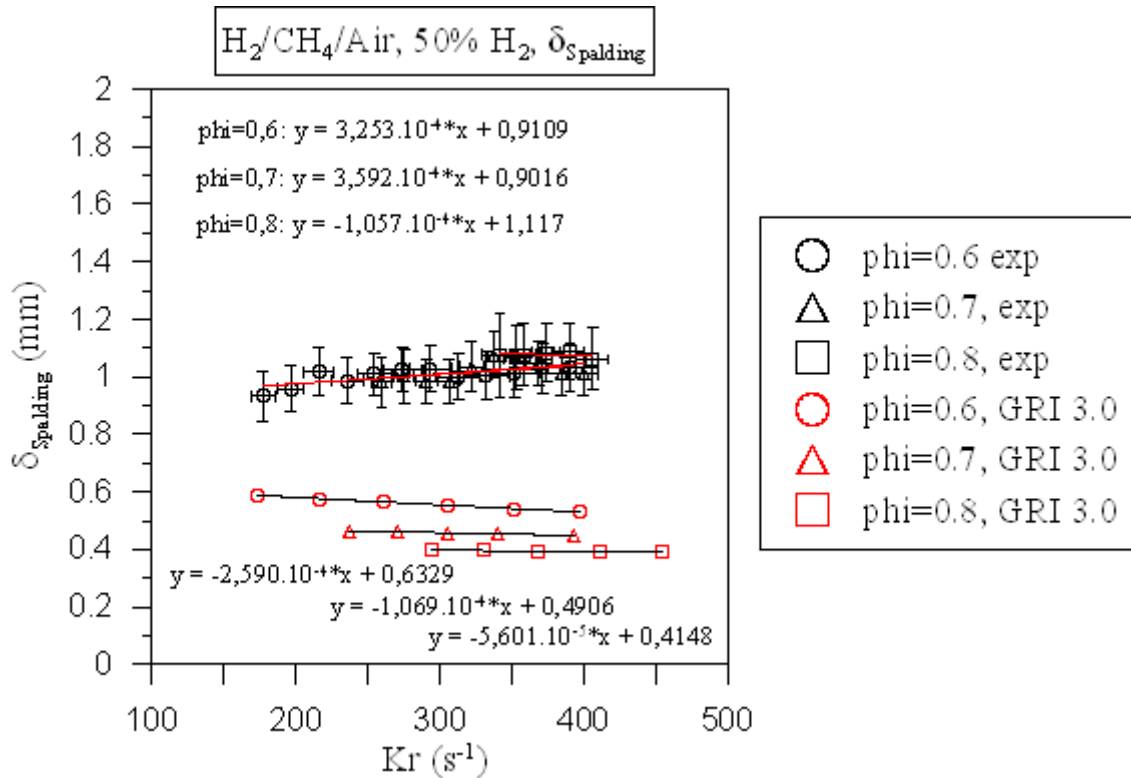 H₂/CH₄/Air, 50% H₂, δSpalding
2
1.8
1.6
1.4
1.2
1
0.8
0.6
0.4
0.2
0
δSpalding (mm)
phi=0,6: y = 3,253.10⁻⁴*x + 0,9109
phi=0,7: y = 3,592.10⁻⁴*x + 0,9016
phi=0,8: y = -1,057.10⁻⁴*x + 1,117
y = -2,590.10⁻⁴*x + 0,6329
y = -1,069.10⁻⁴*x + 0,4906
y = -5,601.10⁻⁵*x + 0,4148
100 200 300 400 500
Kr (s⁻¹)
phi=0.6 exp
phi=0.7, exp
phi=0.8, exp
phi=0.6, GRI 3.0
phi=0.7, GRI 3.0
phi=0.8, GRI 3.0